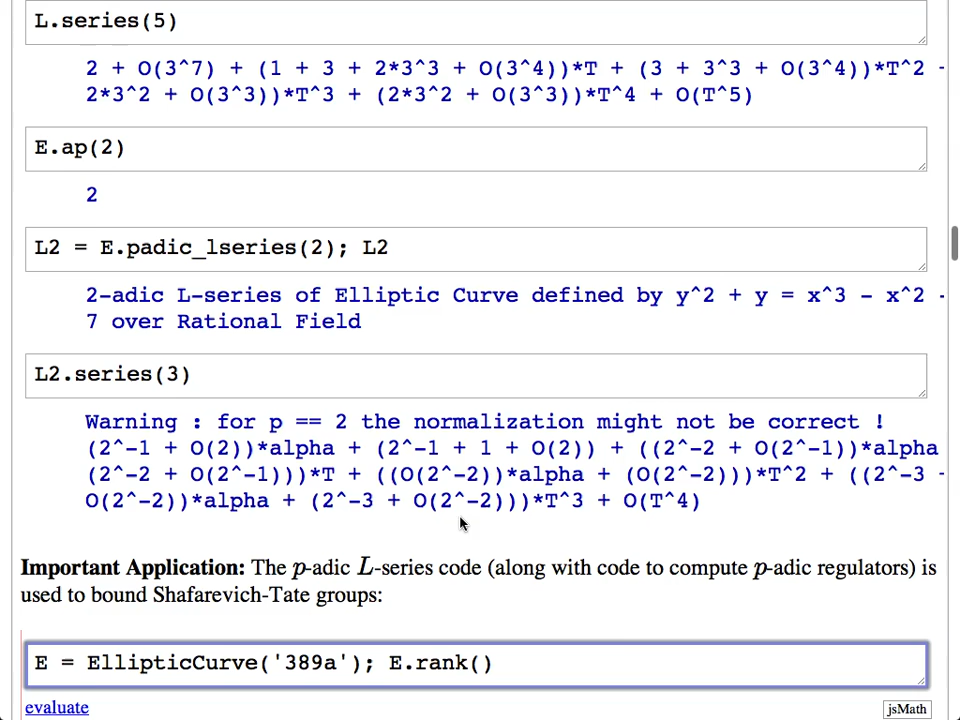 L.series(5)
2 + O(3^7) + (1 + 3 + 2*3^3 + O(3^4))*T + (3 + 3^3 + O(3^4))*T^2 +
2*3^2 + O(3^3))*T^3 + (2*3^2 + O(3^3))*T^4 + O(T^5)
E.ap(2)
2
L2 = E.padic_lseries(2); L2
2-adic L-series of Elliptic Curve defined by y^2 + y = x^3 - x^2 -
7 over Rational Field
L2.series(3)
Warning : for p == 2 the normalization might not be correct !
(2^-1 + O(2))*alpha + (2^-1 + 1 + O(2)) + ((2^-2 + O(2^-1))*alpha
(2^-2 + O(2^-1)))*T + ((O(2^-2))*alpha + (O(2^-2)))*T^2 + ((2^-3 +
O(2^-2))*alpha + (2^-3 + O(2^-2)))*T^3 + O(T^4)
Important Application: The p-adic L-series code (along with code to compute p-adic regulators) is
used to bound Shafarevich-Tate groups:
E = EllipticCurve('389a'); E.rank()
evaluate
jsMath